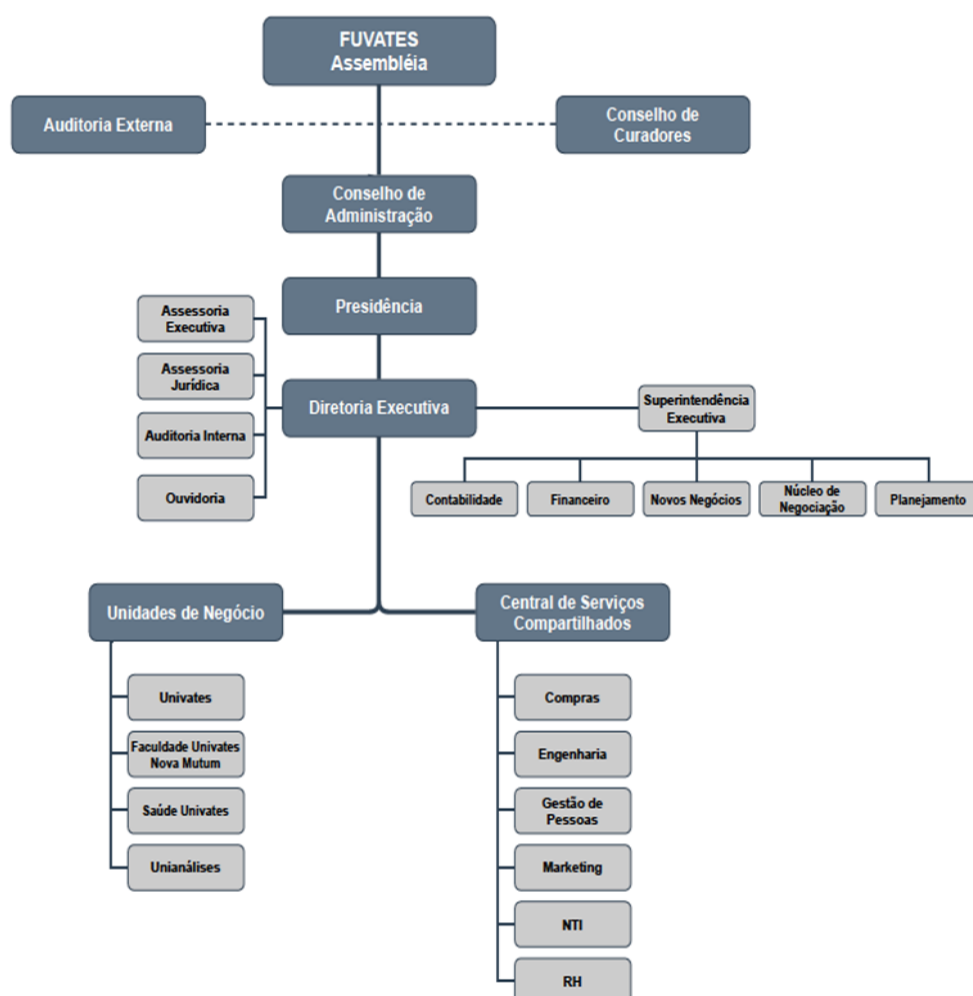 FUVATES
Assembléia
Auditoria Externa
Conselho de
Curadores
Conselho de
Administração
Presidência
Assessoria
Executiva
Assessoria
Jurídica
Auditoria Interna
Ouvidoria
Diretoria Executiva
Superintendência
Executiva
Contabilidade
Financeiro
Novos Negócios
Núcleo de
Negociação
Planejamento
Unidades de Negócio
Univates
Faculdade Univates
Nova Mutum
Saúde Univates
Unianálises
Central de Serviços
Compartilhados
Compras
Engenharia
Gestão de
Pessoas
Marketing
NTI
RH